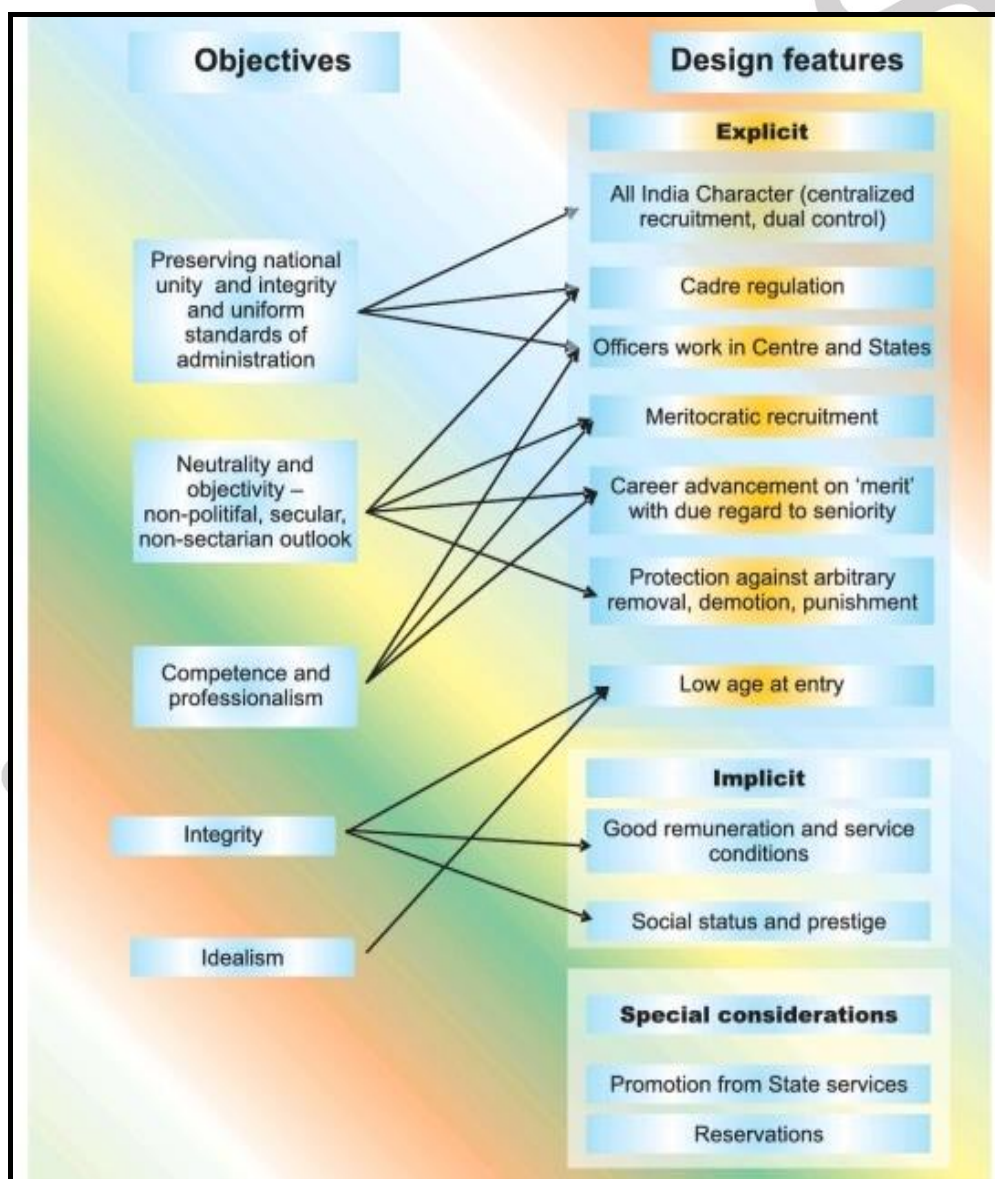 Objectives
Preserving national
unity and integrity
and uniform
standards of
administration
Neutrality and
objectivity –
non-politifal, secular,
non-sectarian outlook
Competence and
professionalism
Integrity
Idealism
Design features
Explicit
All India Character (centralized
recruitment, dual control)
Cadre regulation
Officers work in Centre and States
Meritocratic recruitment
Career advancement on ‘merit’
with due regard to seniority
Protection against arbitrary
removal, demotion, punishment
Low age at entry
Implicit
Good remuneration and service
conditions
Social status and prestige
Special considerations
Promotion from State services
Reservations